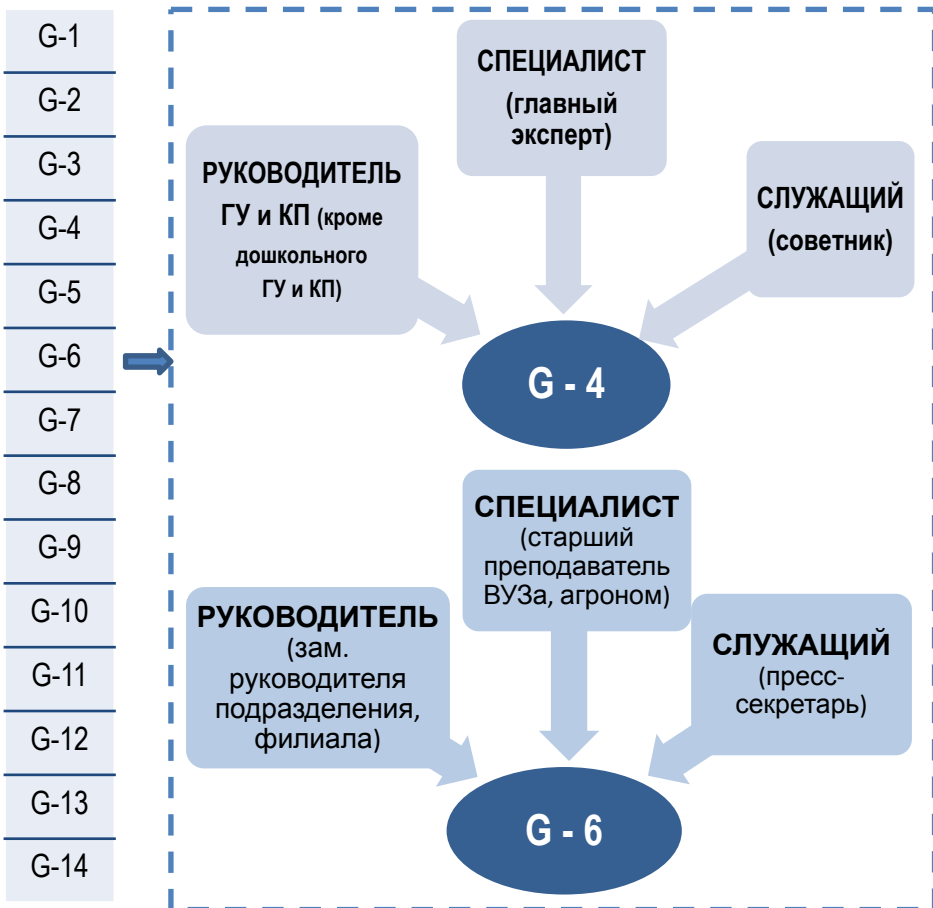 G-1
G-2
G-3
G-4
G-5
G-6
G-7
G-8
G-9
G-10
G-11
G-12
G-13
G-14
РУКОВОДИТЕЛЬ
ГУ и КП (кроме
дошкольного
ГУ и КП)
СПЕЦИАЛИСТ
(главный
эксперт)
СЛУЖАЩИЙ
(советник)
G - 4
РУКОВОДИТЕЛЬ
(зам.
руководителя
подразделения,
филиала)
СПЕЦИАЛИСТ
(старший
преподаватель
ВУЗа, агроном)
СЛУЖАЩИЙ
(пресс-
секретарь)
G - 6